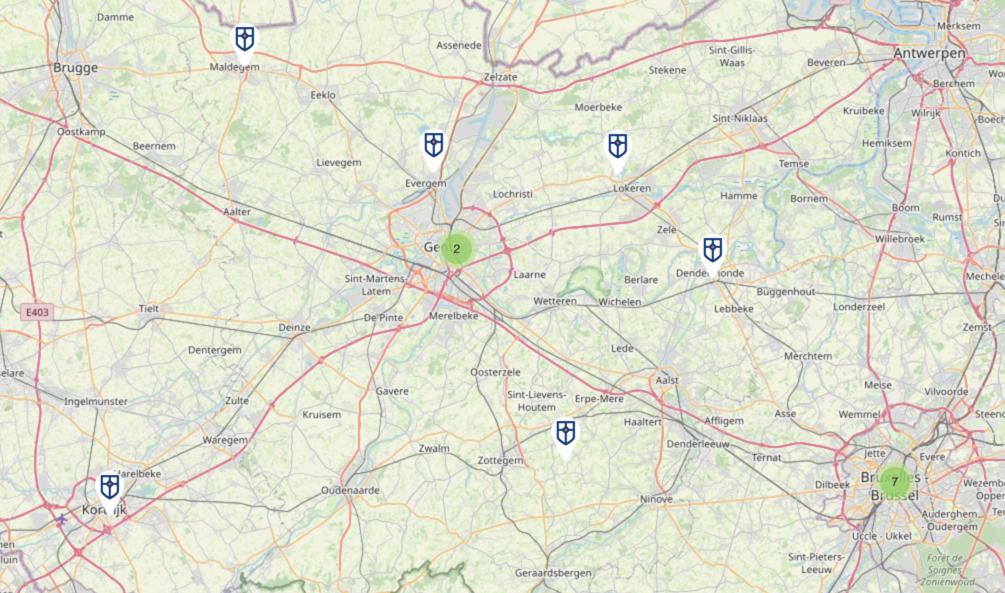 Damme
Merksem
Assenede
Sint-Gillis-
Waas
Antwerpen
Brugge
Maldegem
Zelzate
Stekene
Beveren
Berchem
Eeklo
Moerbeke
Kruibeke
Wilrijk
Sint-Niklaas
Oostkamp
Beernem
Hemiksem
Kontich
Lievegem
Temse
Evergem
Lochristi
Lokeren
Hamme
Bornem
Boom
Rumst
Aalter
Zele
Willebroek
2
Laarne
Dendermonde
Mechele
Sint-Martens-
Latem
Berlare
Buggenhout
Wetteren
Wichelen
Lebbeke
Londerzeel
E403
Tielt
De Pinte
Merelbeke
Deinze
Zemst
Dentergem
Lede
Merchtem
Oosterzele
Aalst
Meise
Gavere
Sint-Lievens-
Houtem
Erpe-Mere
Vilvoorde
Ingelmunster
Zulte
Kruisem
Asse
Wemmel
Haaltert
Affligem
Waregem
Zwalm
Denderleeuw
Zottegem
Ternat
Jette
Evere
Harelbeke
Dilbeek
Bruxelles -
Brussel
7
Oudenaarde
Ninove
Kortrijk
Auderghem
- Oudergem
Uccle - Ukkel
Sint-Pieters-
Leeuw
Forêt de
Soignes
Zoniënwoud
Geraardsbergen